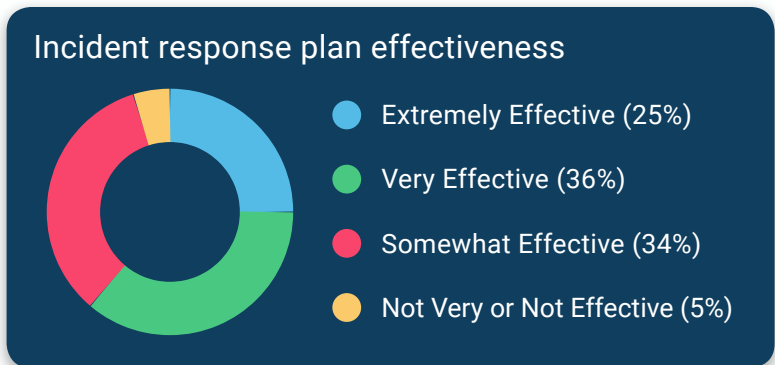 Incident response plan effectiveness
Extremely Effective (25%)
Very Effective (36%)
Somewhat Effective (34%)
Not Very or Not Effective (5%)